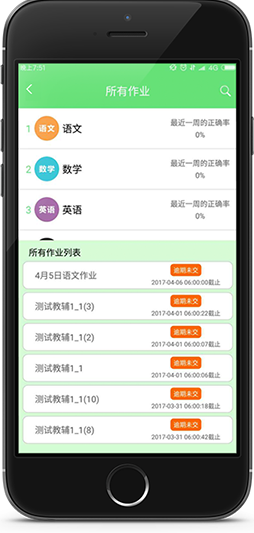 晚上7:51
4G
所有作业
1 语文 语文
最近一周的正确率
0%
2 数学 数学
最近一周的正确率
0%
3 英语 英语
最近一周的正确率
0%
所有作业列表
4月5日语文作业
逾期未交
2017-04-06 06:00:00截止
测试教辅1_1(3)
逾期未交
2017-04-01 06:00:22截止
测试教辅1_1(2)
逾期未交
2017-04-01 06:00:07截止
测试教辅1_1
逾期未交
2017-04-01 06:00:06截止
测试教辅1_1(10)
逾期未交
2017-03-31 06:00:18截止
测试教辅1_1(8)
逾期未交
2017-03-31 06:00:42截止